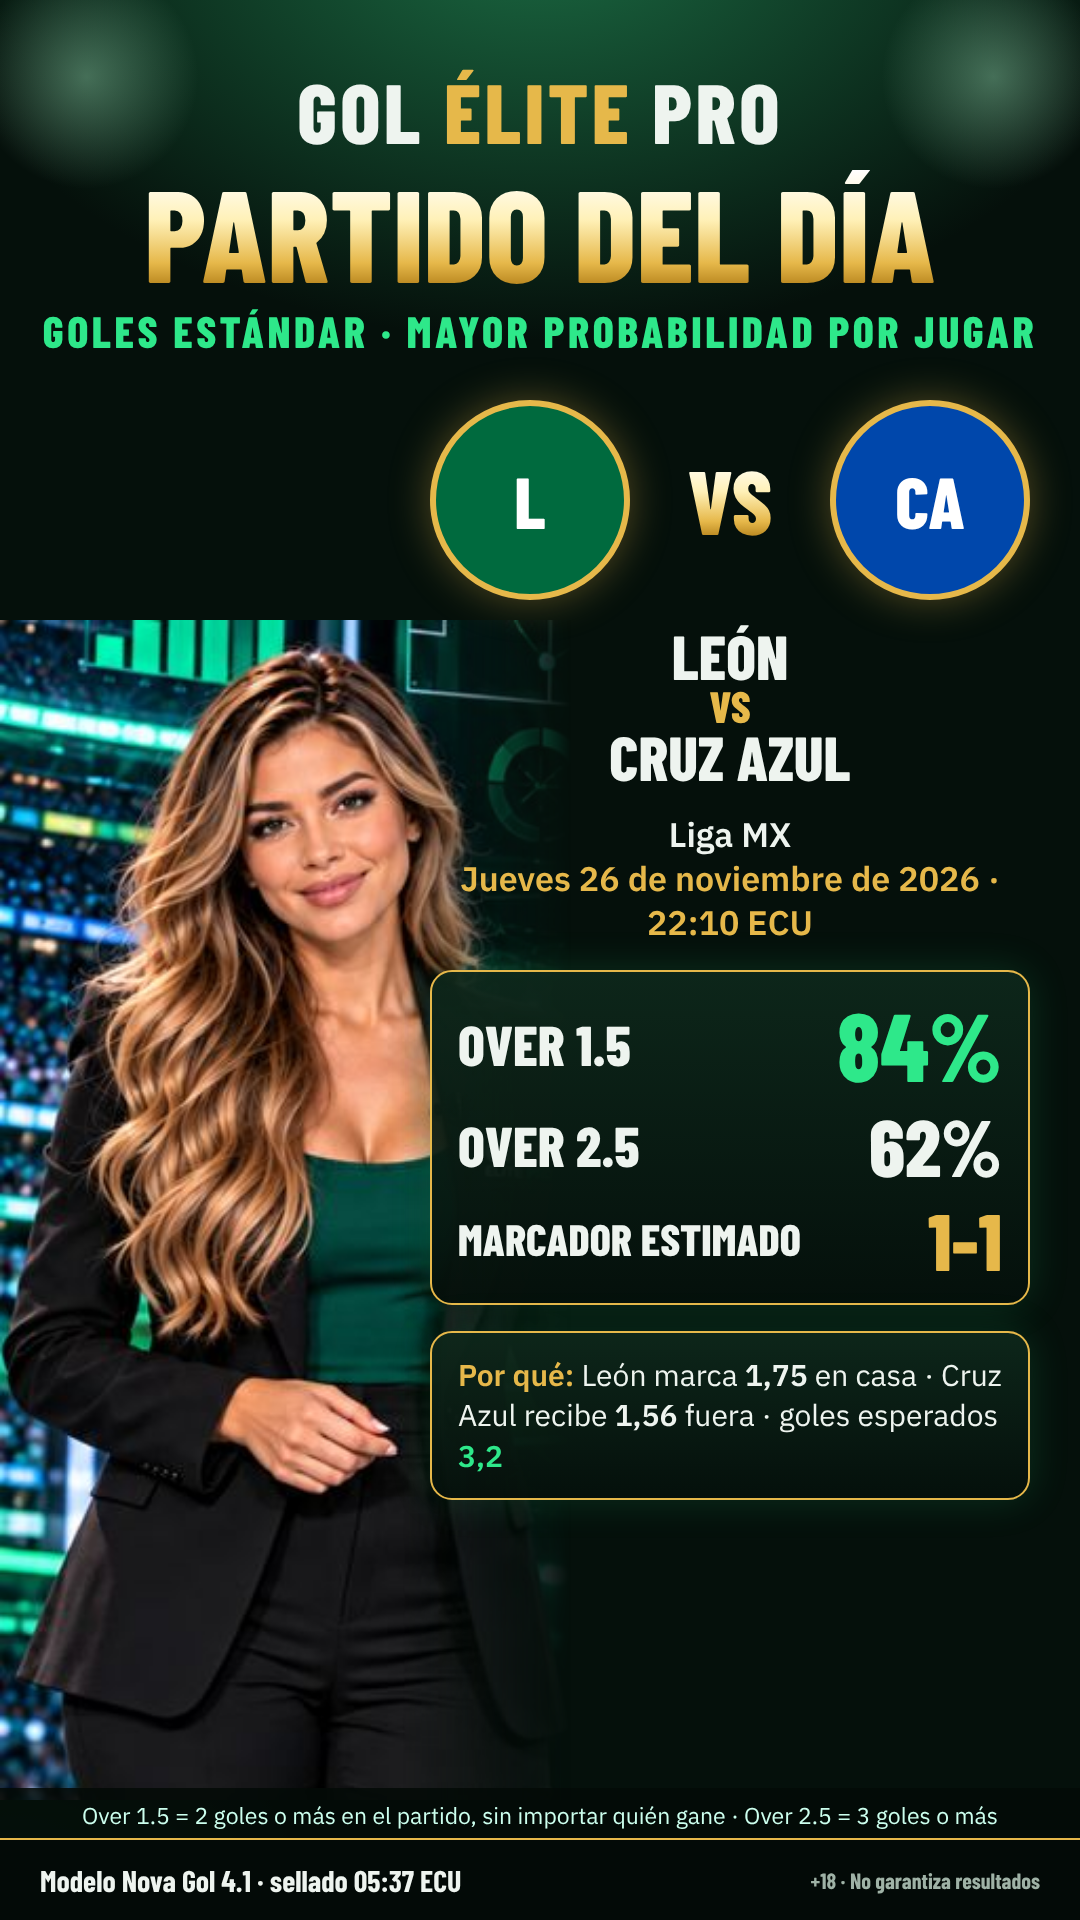 GOL ÉLITE PRO
PARTIDO DEL DÍA
GOLES ESTÁNDAR · MAYOR PROBABILIDAD POR JUGAR
L VS CA
LEÓN
VS
CRUZ AZUL
Liga MX
Jueves 26 de noviembre de 2026 ·
22:10 ECU
OVER 1.5 84%
OVER 2.5 62%
MARCADOR ESTIMADO 1-1
Por qué: León marca 1,75 en casa · Cruz
Azul recibe 1,56 fuera · goles esperados
3,2
Over 1.5 = 2 goles o más en el partido, sin importar quién gane · Over 2.5 = 3 goles o más
Modelo Nova Gol 4.1 · sellado 05:37 ECU
+18 · No garantiza resultados